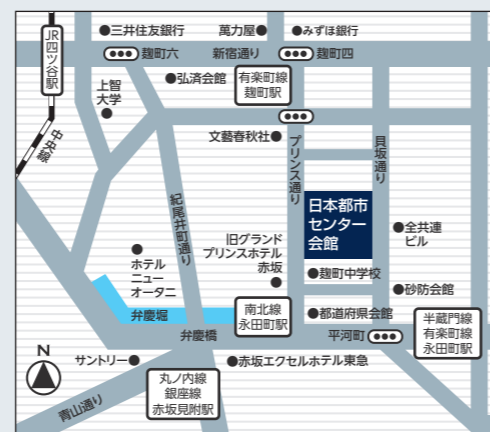 三井住友銀行
萬力屋
みずほ銀行
JR四ツ谷駅
麹町六
新宿通り
麹町四
弘済会館
有楽町線
麹町駅
上智
大学
中央線
文藝春秋社
プリンス通り
貝坂通り
紀尾井町通り
日本都市
センター
会館
全共連
ビル
旧グランド
プリンスホテル
赤坂
ホテル
ニュー
オータニ
麹町中学校
砂防会館
弁慶堀
南北線
永田町駅
都道府県会館
半蔵門線
有楽町線
永田町駅
弁慶橋
平河町
N
サントリー
赤坂エクセルホテル東急
丸ノ内線
銀座線
赤坂見附駅
青山通り